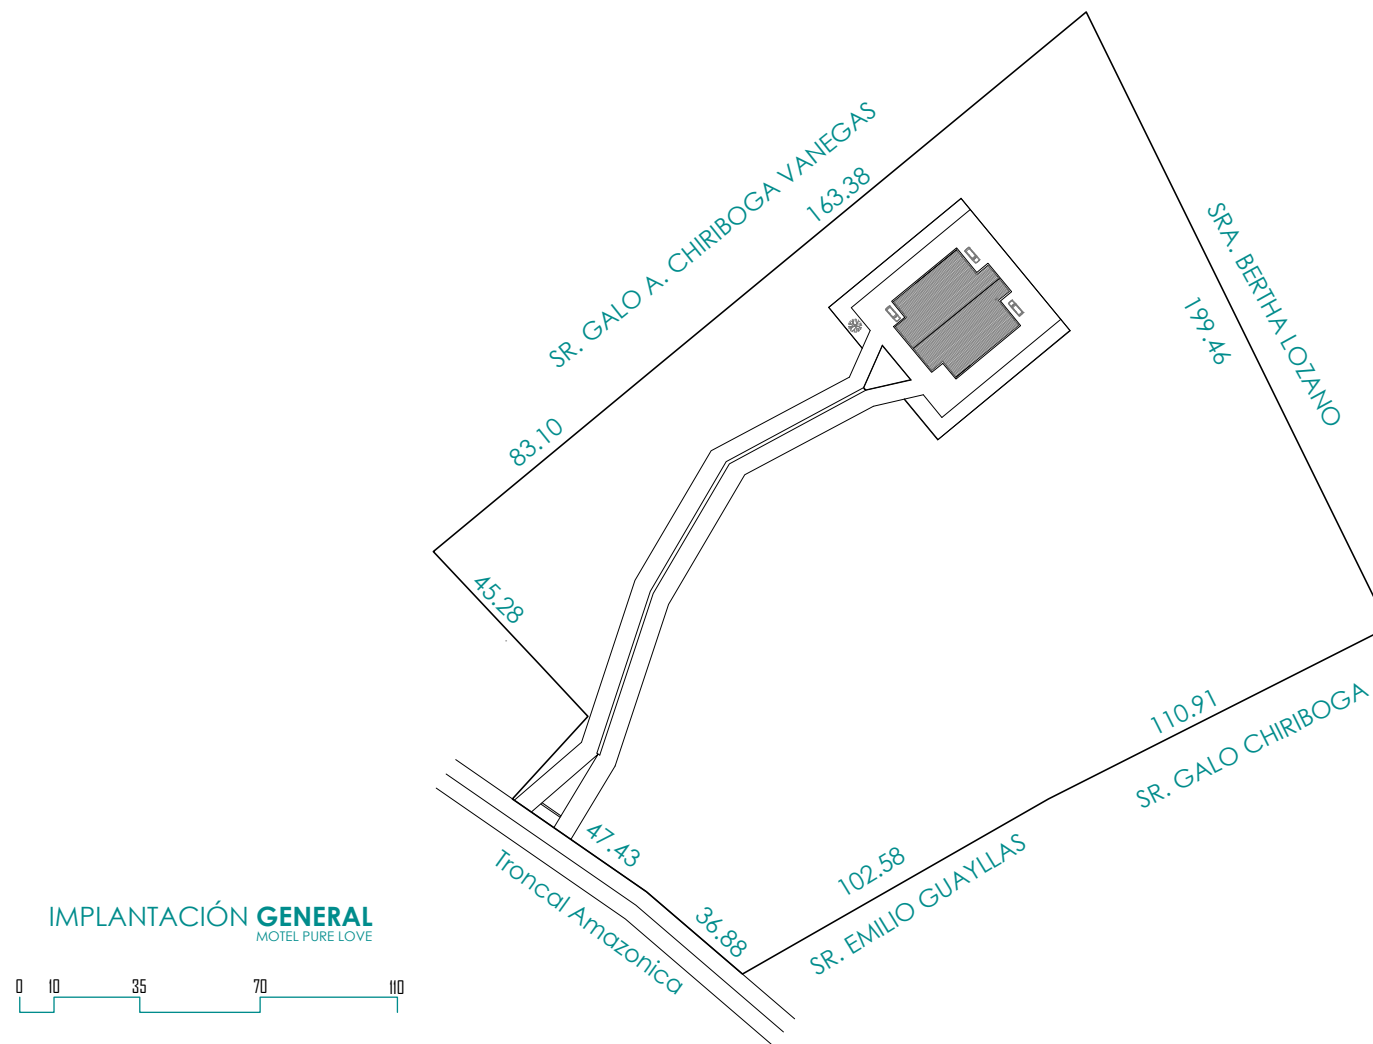 SR. GALO A. CHIRIBOGA VANEGAS
163.38
SRA. BERTHA LOZANO
199.46
83.10
45.28
110.91
SR. GALO CHIRIBOGA
47.43
102.58
SR. EMILIO GUAYLLAS
36.88
Troncal Amazonica
IMPLANTACIÓN GENERAL
MOTEL PURE LOVE
0 10 35 70 110